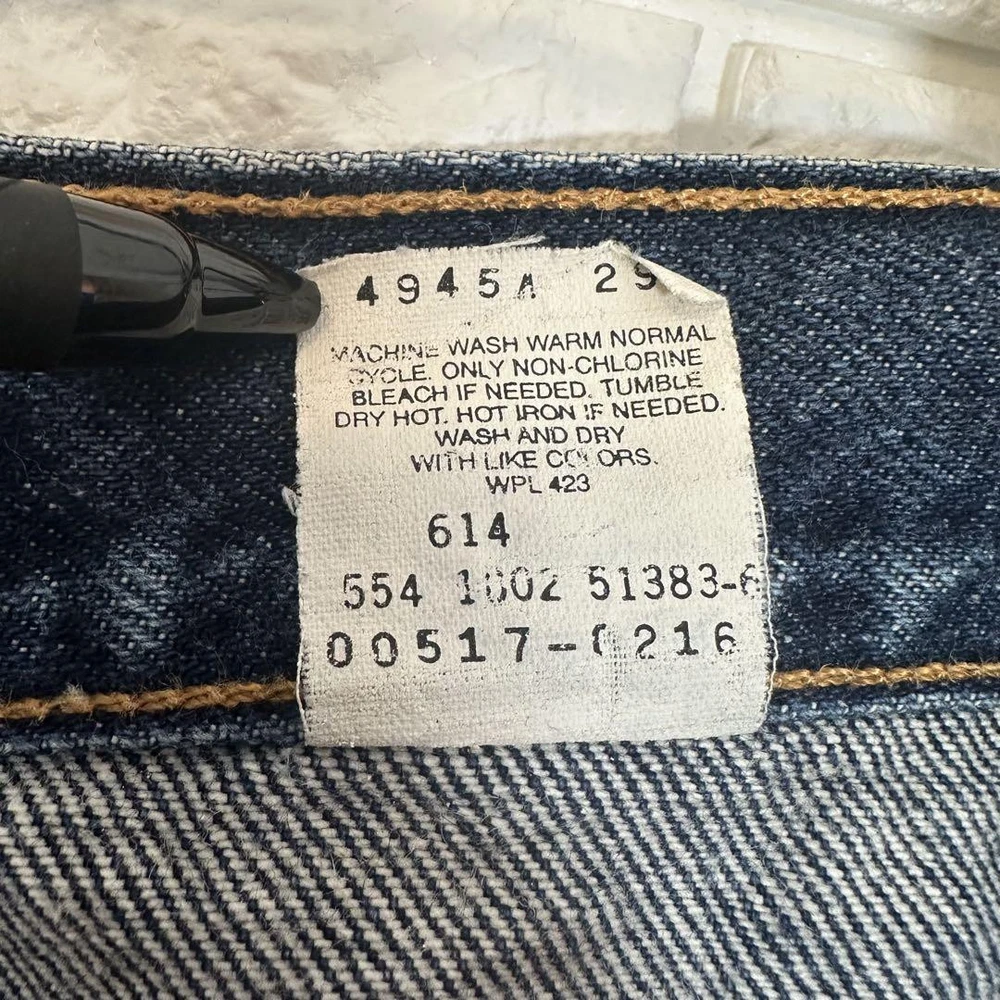 4945A 29
MACHINE WASH WARM NORMAL
CYCLE. ONLY NON-CHLORINE
BLEACH IF NEEDED. TUMBLE
DRY HOT. HOT IRON IF NEEDED.
WASH AND DRY
WITH LIKE COLORS.
WPL 423
614
554 1002 51383-6
00517-0216